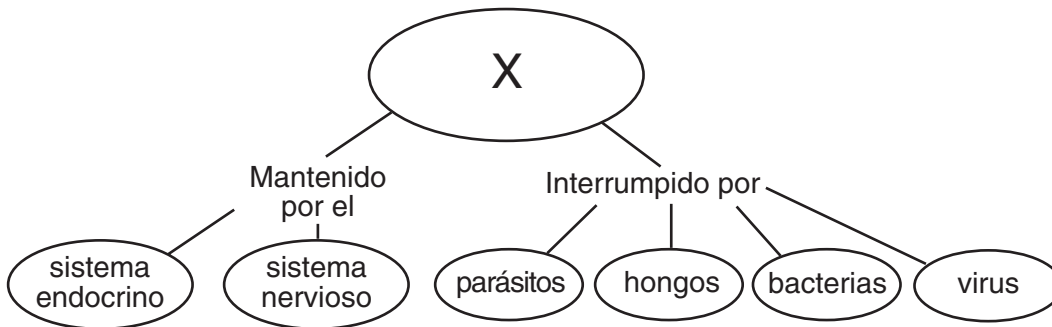 X
Mantenido
por el
Interrumpido por
sistema
endocrino
sistema
nervioso
parásitos
hongos
bacterias
virus